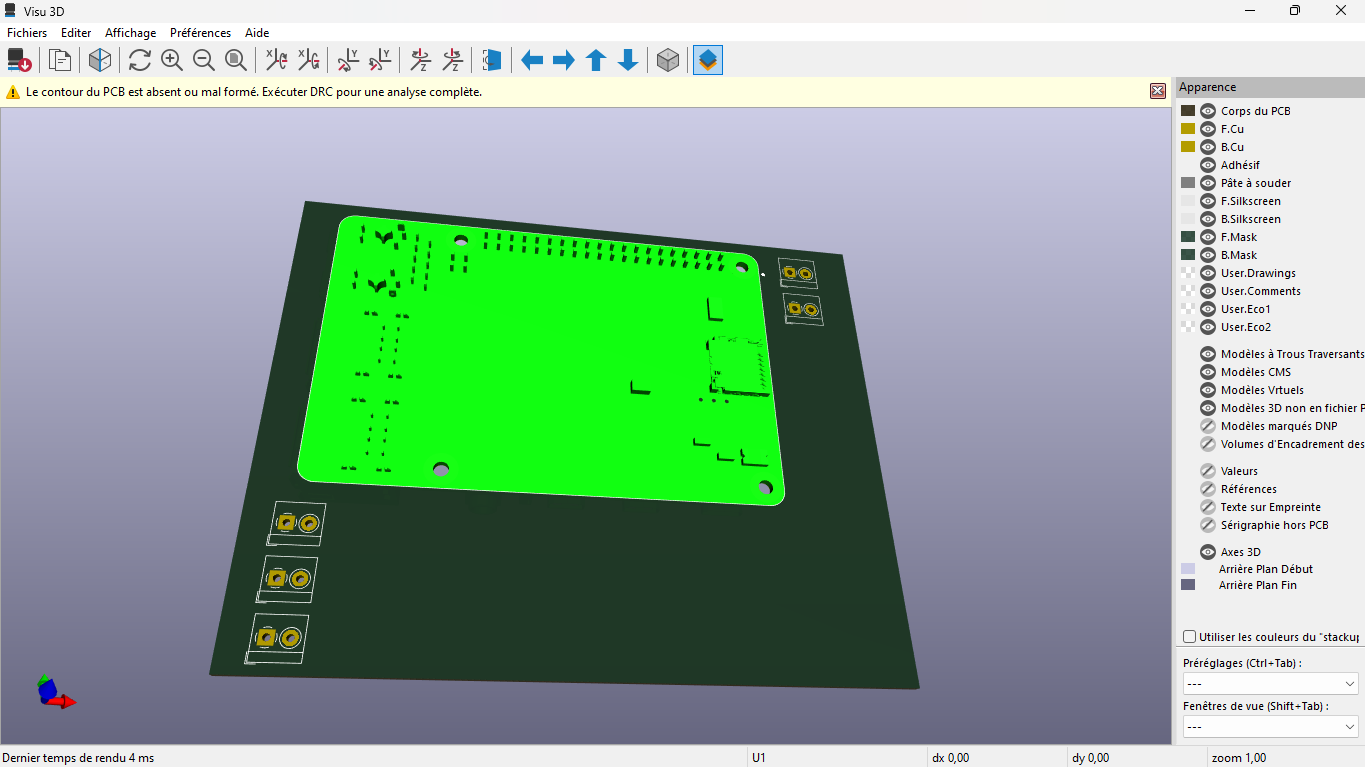 Visu 3D
Fichiers Editer Affichage Préférences Aide
Le contour du PCB est absent ou mal formé. Exécuter DRC pour une analyse complète.
Apparence
Corps du PCB
F.Cu
B.Cu
Adhésif
Pâte à souder
F.Silkscreen
B.Silkscreen
F.Mask
B.Mask
User.Drawings
User.Comments
User.Eco1
User.Eco2
Modèles à Trous Traversants
Modèles CMS
Modèles Vrtuels
Modèles 3D non en fichier P
Modèles marqués DNP
Volumes d'Encadrement des
Valeurs
Références
Texte sur Empreinte
Sérigraphie hors PCB
Axes 3D
Arrière Plan Début
Arrière Plan Fin
Utiliser les couleurs du "stackup
Préréglages (Ctrl+Tab) :
---
Fenêtres de vue (Shift+Tab) :
---
Dernier temps de rendu 4 ms
U1
dx 0,00
dy 0,00
zoom 1,00